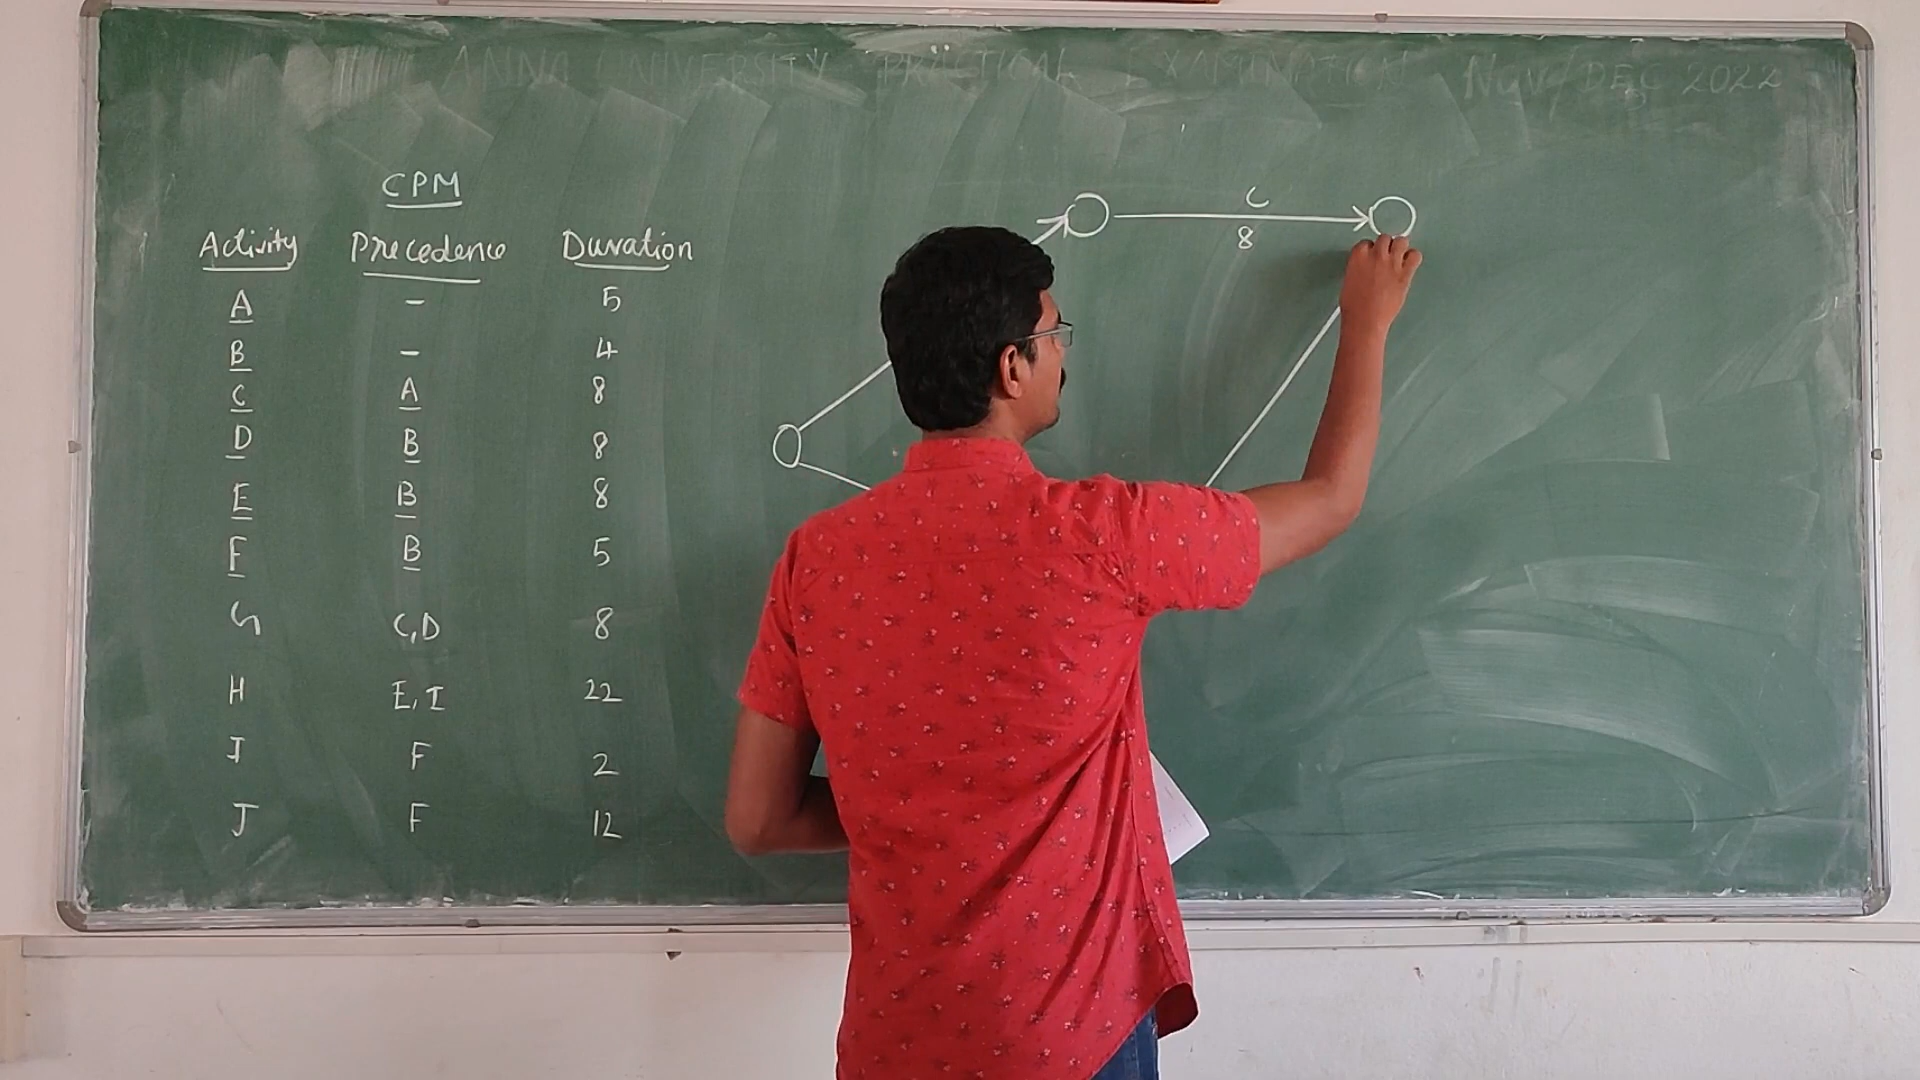 ANNA UNIVERSITY PRACTICAL EXAMINATION Nov/DEC 2022
CPM
Activity Precedence Duration
A - 5
B - 4
C A 8
D B 8
E B 8
F B 5
G C,D 8
H E,I 22
I F 2
J F 12
C
8